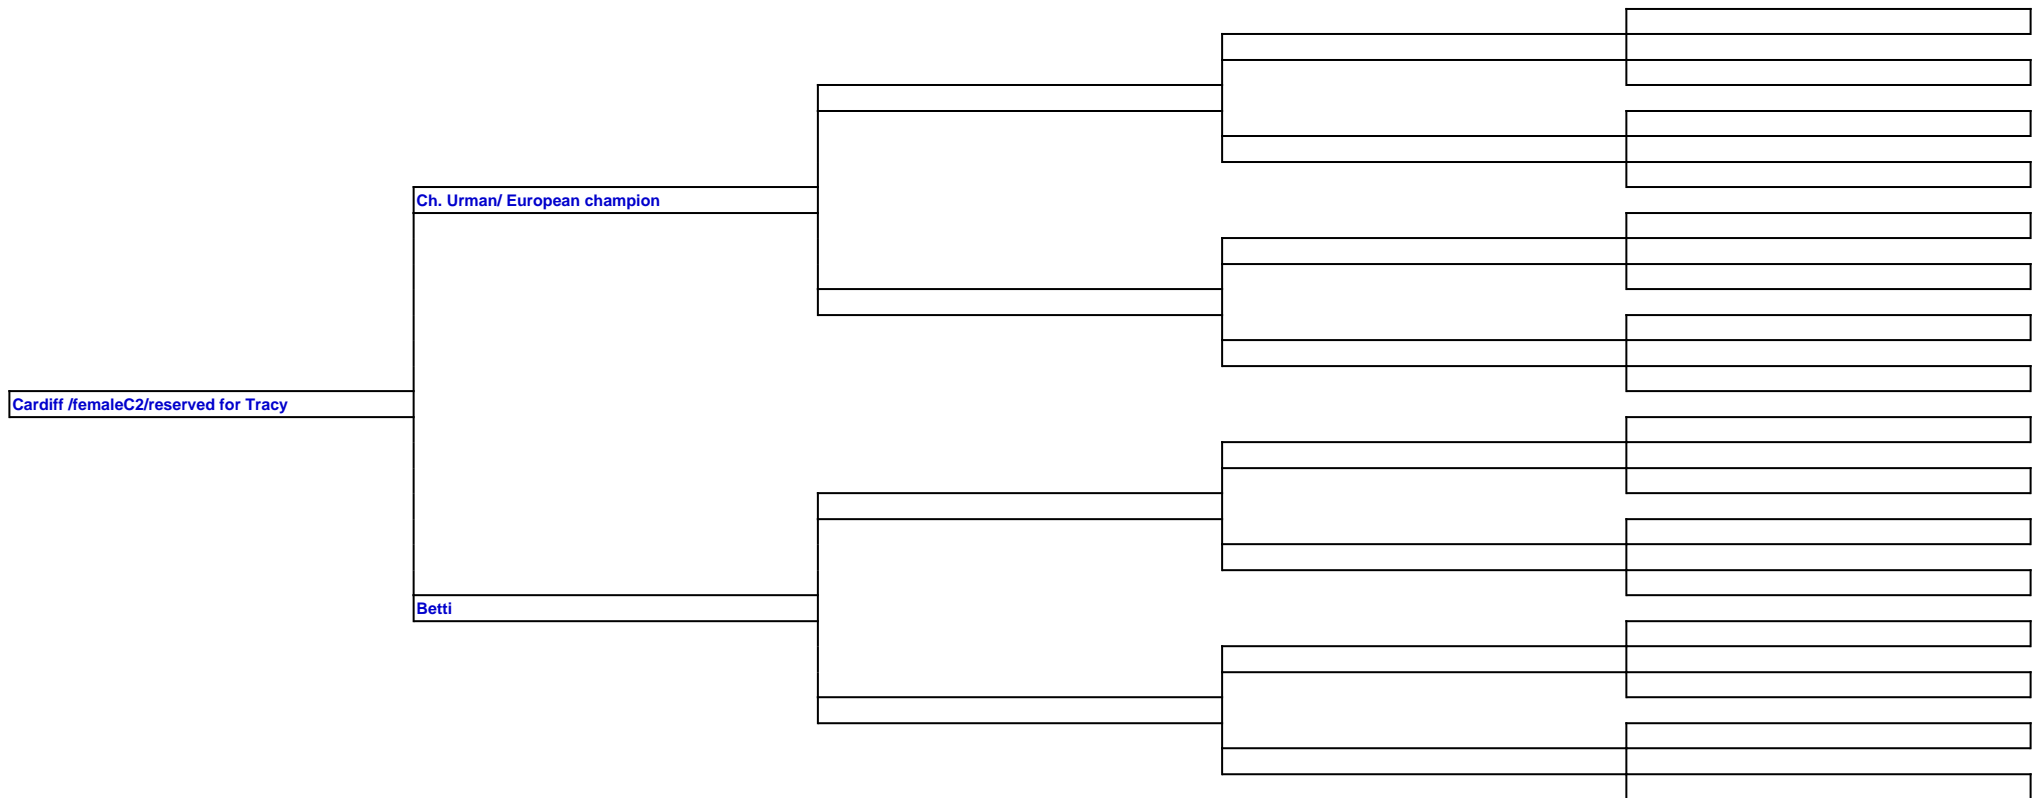 Ch. Urman/ European champion
Cardiff /femaleC2/reserved for Tracy
Betti